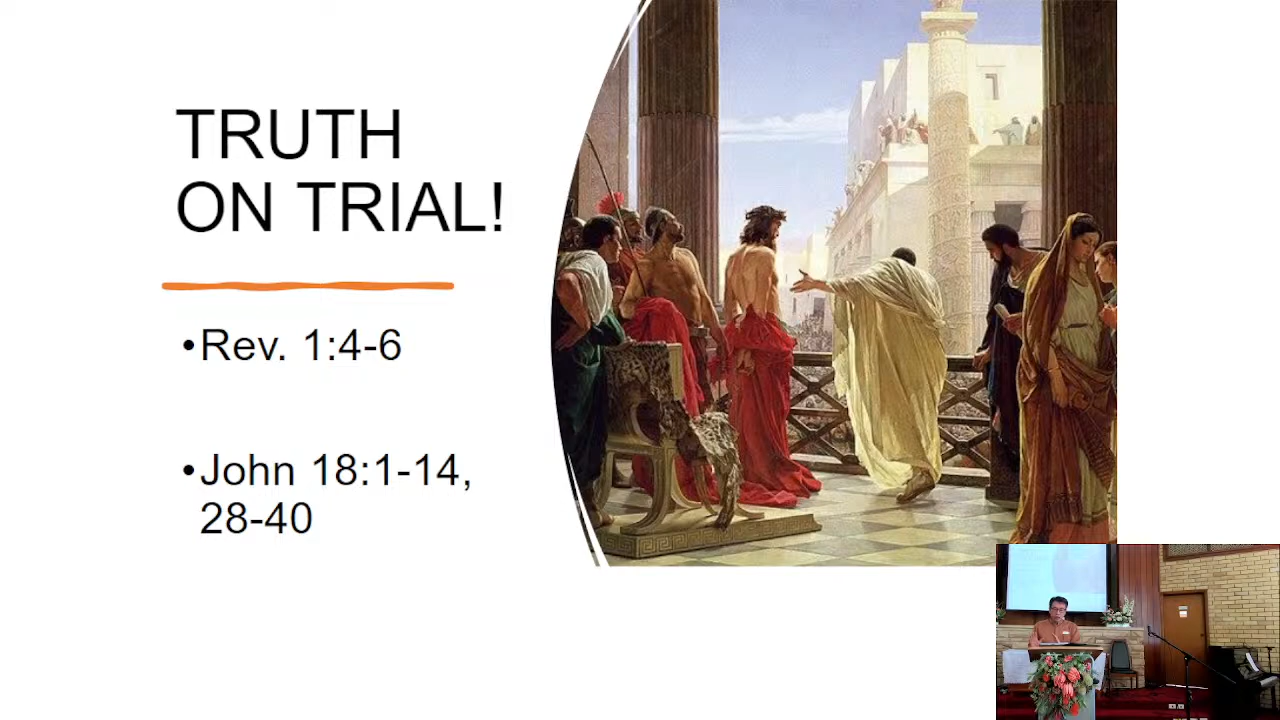 TRUTH
ON TRIAL!
•Rev. 1:4-6
•John 18:1-14,
28-40